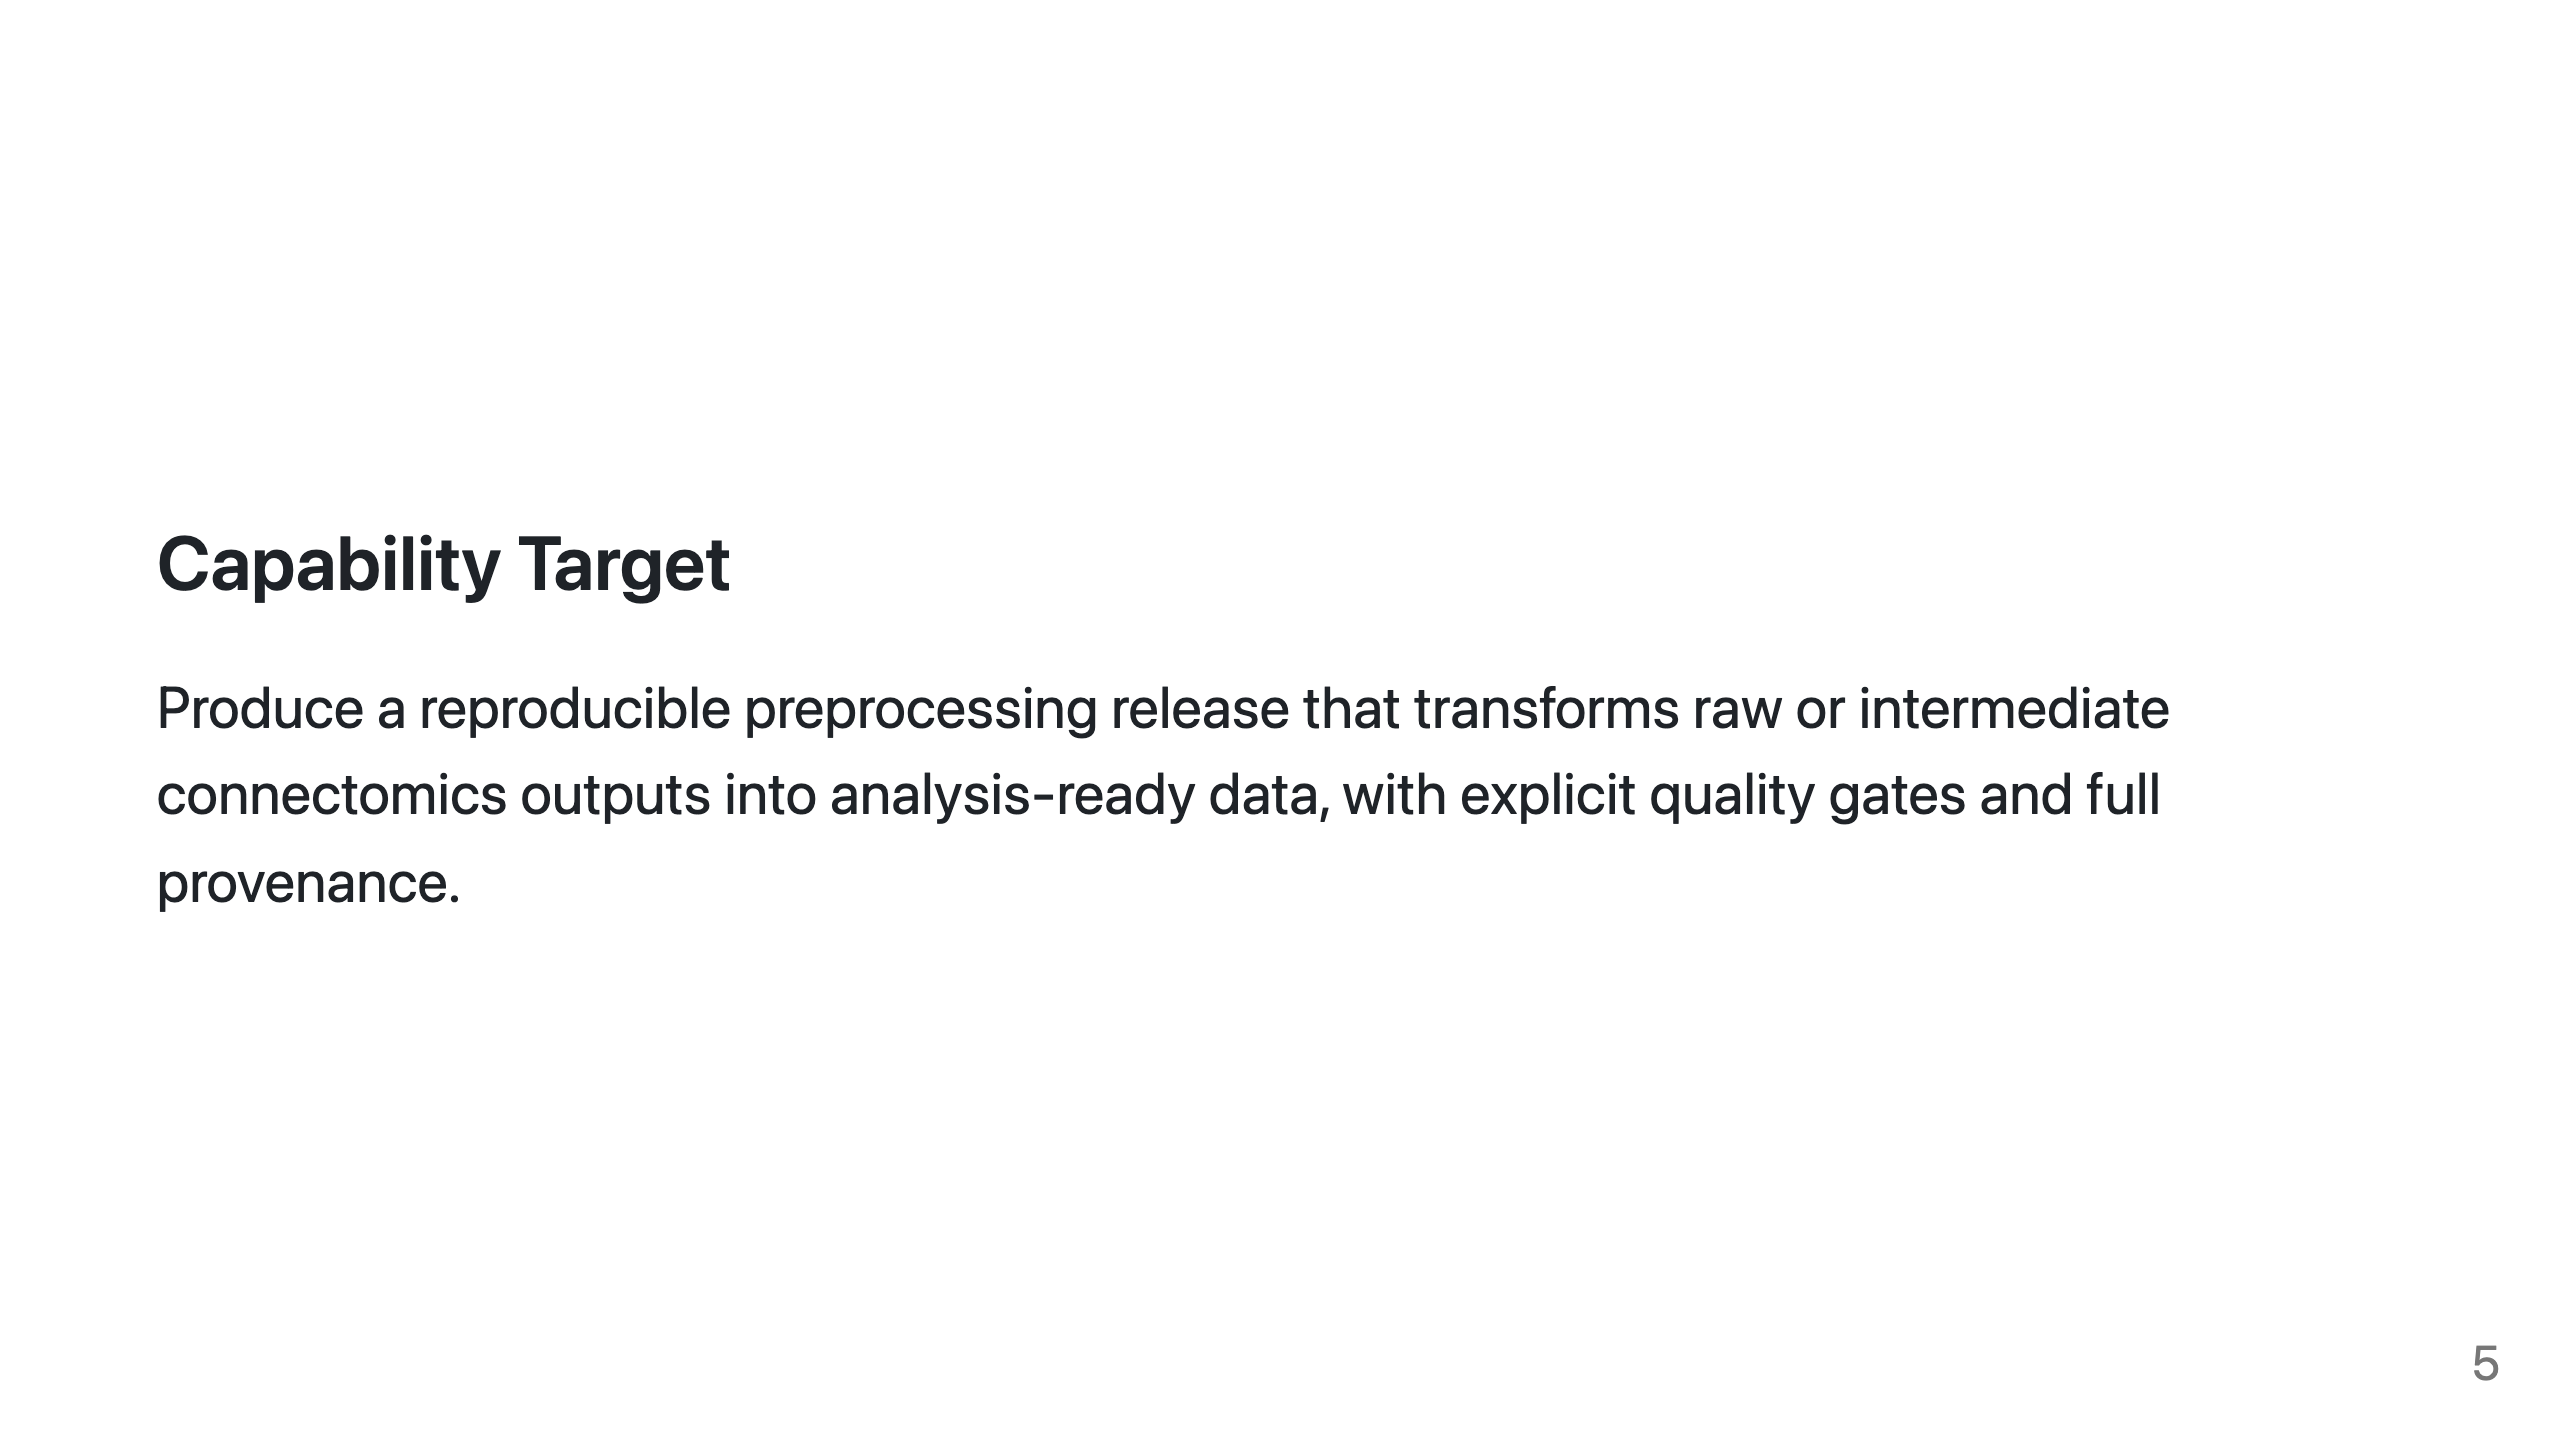 Capability Target
Produce a reproducible preprocessing release that transforms raw or intermediate
connectomics outputs into analysis-ready data, with explicit quality gates and full
provenance.
5